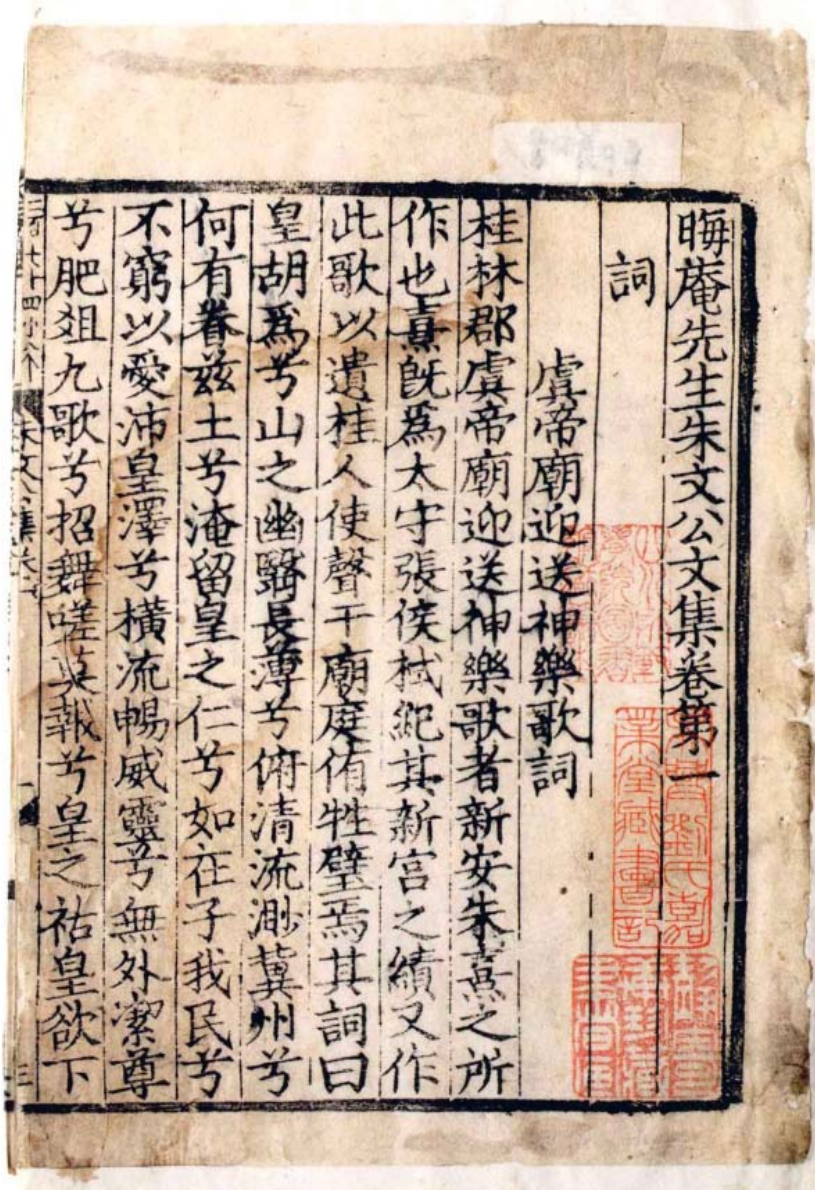 晦庵先生朱文公文集卷第一
詞
虞帝廟迎送神樂歌詞
桂林郡虞帝廟迎送神樂歌者新安朱熹之所
作也熹旣爲太守張侯栻紀其新宫之績又作
此歌以遺桂人使聲于廟庭侑牲璧焉其詞曰
皇胡爲兮山之幽翳長薄兮俯清流渺冀州兮
何有眷兹土兮淹留皇之仁兮如在子我民兮
不窮以愛沛皇澤兮横流暢威靈兮無外潔尊
兮肥俎九歌兮招舞嗟莫報兮皇之祜皇欲下